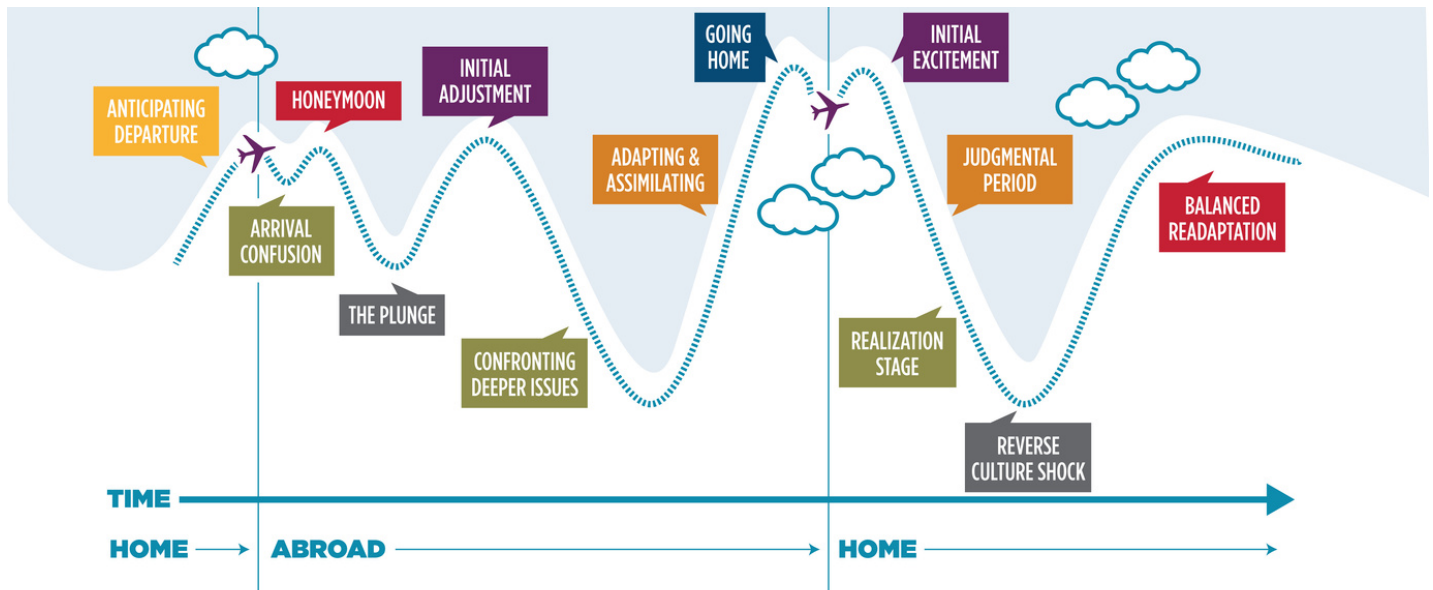 ANTICIPATING
DEPARTURE
ARRIVAL
CONFUSION
HONEYMOON
THE PLUNGE
INITIAL
ADJUSTMENT
CONFRONTING
DEEPER ISSUES
ADAPTING &
ASSIMILATING
GOING
HOME
INITIAL
EXCITEMENT
JUDGMENTAL
PERIOD
REALIZATION
STAGE
REVERSE
CULTURE SHOCK
BALANCED
READAPTATION
TIME
HOME
ABROAD
HOME